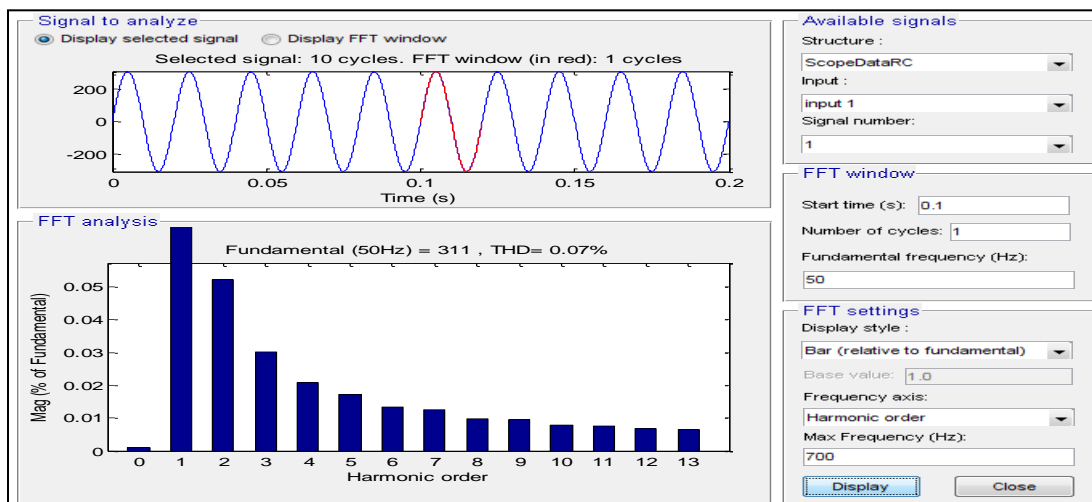 Signal to analyze
Display selected signal Display FFT window
Selected signal: 10 cycles. FFT window (in red): 1 cycles
200
0
-200
0 0.05 0.1 0.15 0.2
Time (s)
FFT analysis
Fundamental (50Hz) = 311 , THD= 0.07%
0.05
0.04
0.03
0.02
0.01
0
Mag (% of Fundamental)
0 1 2 3 4 5 6 7 8 9 10 11 12 13
Harmonic order
Available signals
Structure :
ScopeDataRC
Input :
input 1
Signal number:
1
FFT window
Start time (s): 0.1
Number of cycles: 1
Fundamental frequency (Hz):
50
FFT settings
Display style :
Bar (relative to fundamental)
Base value: 1.0
Frequency axis:
Harmonic order
Max Frequency (Hz):
700
Display Close